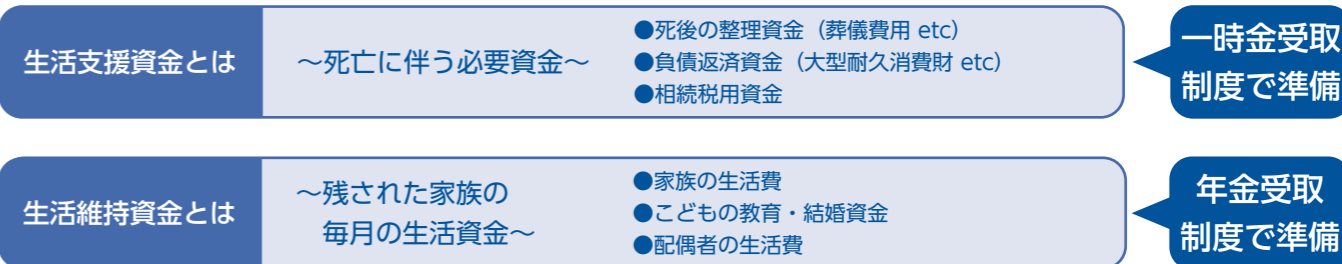 生活支援資金とは
～死亡に伴う必要資金～
●死後の整理資金（葬儀費用 etc）
●負債返済資金（大型耐久消費財 etc）
●相続税用資金
一時金受取
制度で準備
生活維持資金とは
～残された家族の
毎月の生活資金～
●家族の生活費
●こどもの教育・結婚資金
●配偶者の生活費
年金受取
制度で準備